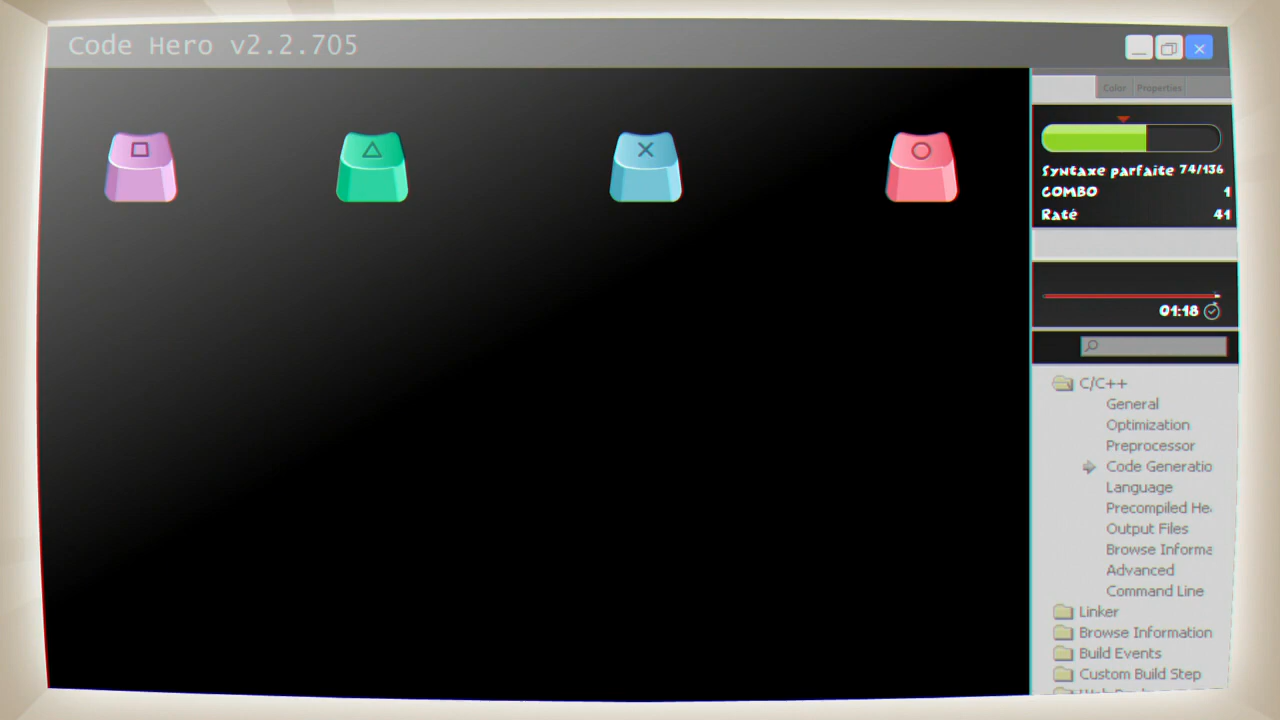 Code Hero v2.2.705
Color Properties
Syntaxe parfaite 74/136
COMBO 1
Raté 41
01:18
C/C++
General
Optimization
Preprocessor
Code Generatio
Language
Precompiled He
Output Files
Browse Informa
Advanced
Command Line
Linker
Browse Information
Build Events
Custom Build Step